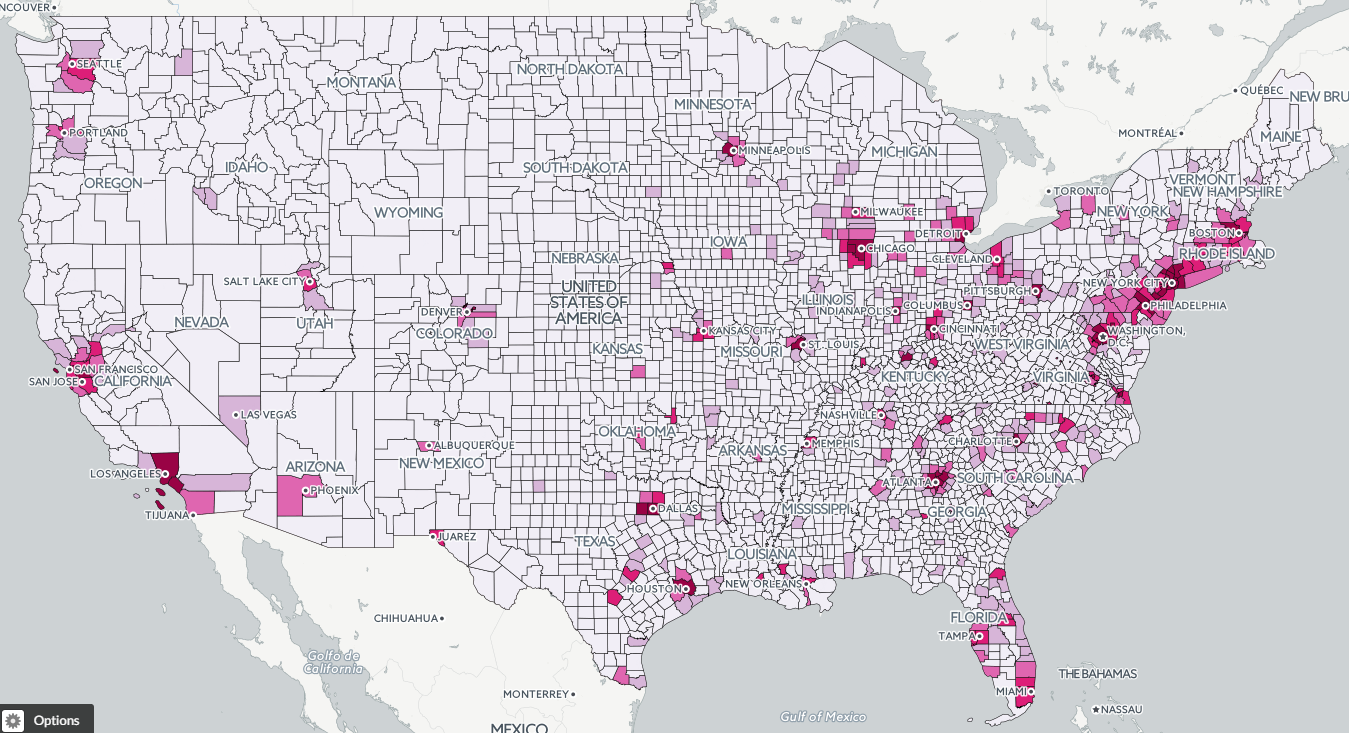 NCOUVER
SEATTLE
MONTANA
NORTH DAKOTA
MINNESOTA
QUÉBEC
NEW BRU
MONTRÉAL
MAINE
PORTLAND
MINNEAPOLIS
MICHIGAN
IDAHO
SOUTH DAKOTA
OREGON
VERMONT
NEW HAMPSHIRE
TORONTO
WYOMING
MILWAUKEE
NEW YORK
DETROIT
BOSTON
IOWA
CHICAGO
RHODE ISLAND
NEBRASKA
CLEVELAND
SALT LAKE CITY
UNITED
STATES OF
AMERICA
PITTSBURGH
NEW YORK CITY
ILLINOIS
INDIANAPOLIS
COLUMBUS
PHILADELPHIA
NEVADA
UTAH
DENVER
COLORADO
KANSAS CITY
CINCINNATI
WASHINGTON,
D.C.
KANSAS
MISSOURI
ST. LOUIS
WEST VIRGINIA
SAN FRANCISCO
SAN JOSE
CALIFORNIA
KENTUCKY
VIRGINIA
LAS VEGAS
NASHVILLE
ALBUQUERQUE
OKLAHOMA
MEMPHIS
CHARLOTTE
NEW MEXICO
ARKANSAS
LOS ANGELES
ARIZONA
PHOENIX
ATLANTA
SOUTH CAROLINA
TIJUANA
DALLAS
MISSISSIPPI
GEORGIA
JUAREZ
TEXAS
LOUISIANA
HOUSTON
NEW ORLEANS
CHIHUAHUA
FLORIDA
TAMPA
Golfo de
California
THE BAHAMAS
MONTERREY
MIAMI
NASSAU
Options
Gulf of Mexico
MEXICO